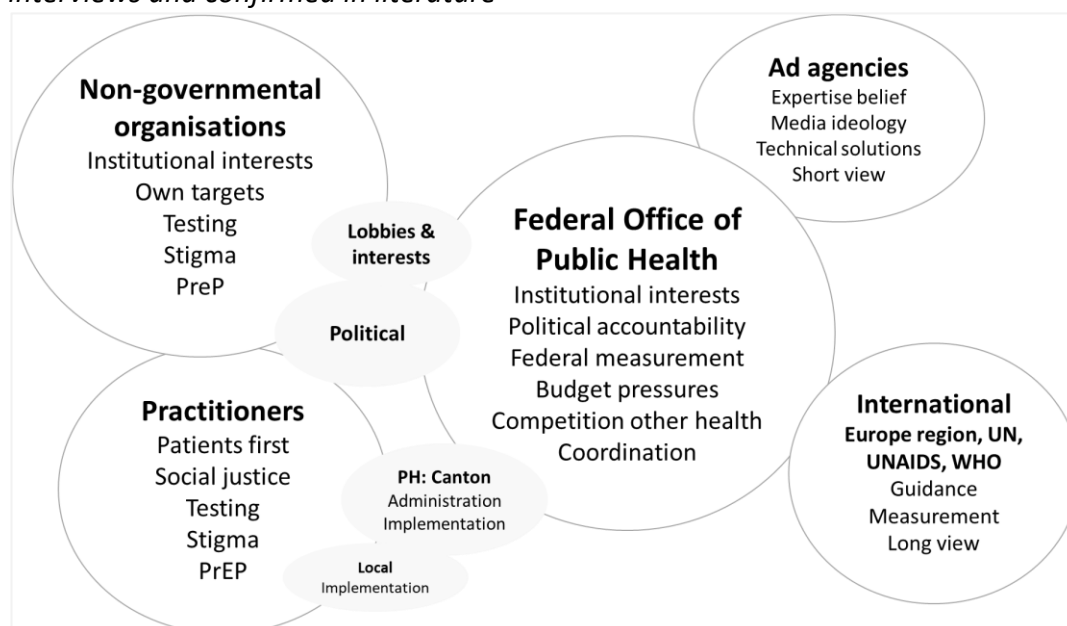 interviews and confirmed in literature
Non-governmental
organisations
Institutional interests
Own targets
Testing
Stigma
PreP
Lobbies &
interests
Political
Practitioners
Patients first
Social justice
Testing
Stigma
PrEP
PH: Canton
Administration
Implementation
Local
Implementation
Federal Office of
Public Health
Institutional interests
Political accountability
Federal measurement
Budget pressures
Competition other health
Coordination
Ad agencies
Expertise belief
Media ideology
Technical solutions
Short view
International
Europe region, UN,
UNAIDS, WHO
Guidance
Measurement
Long view